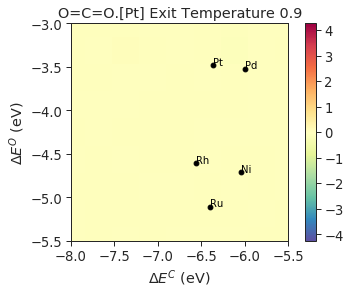 O=C=O.[Pt] Exit Temperature 0.9
−3.0
−3.5
−4.0
−4.5
−5.0
−5.5
ΔE^O (eV)
Pt
Pd
Rh
Ni
Ru
−8.0 −7.5 −7.0 −6.5 −6.0 −5.5
ΔE^C (eV)
4
3
2
1
0
−1
−2
−3
−4